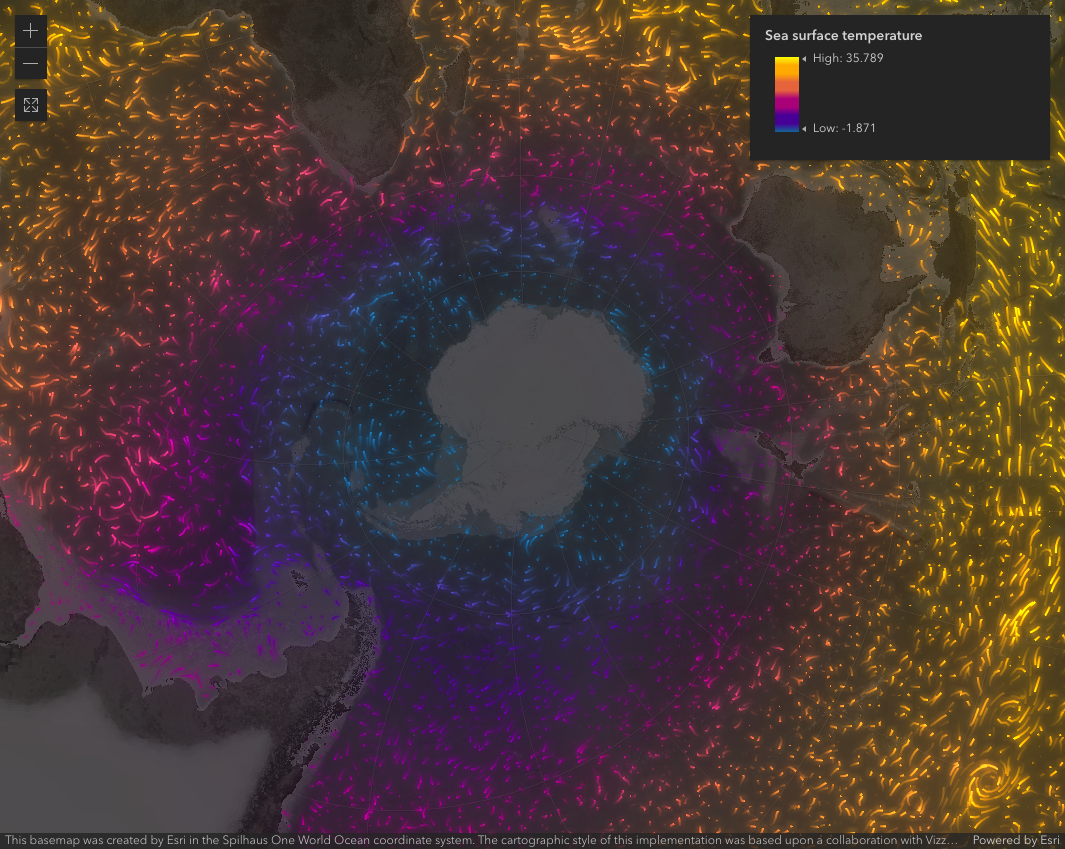 Sea surface temperature
High: 35.789
Low: -1.871
This basemap was created by Esri in the Spilhaus One World Ocean coordinate system. The cartographic style of this implementation was based upon a collaboration with Vizz… Powered by Esri